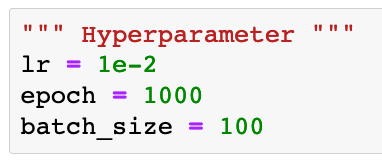 """ Hyperparameter """
lr = 1e-2
epoch = 1000
batch_size = 100